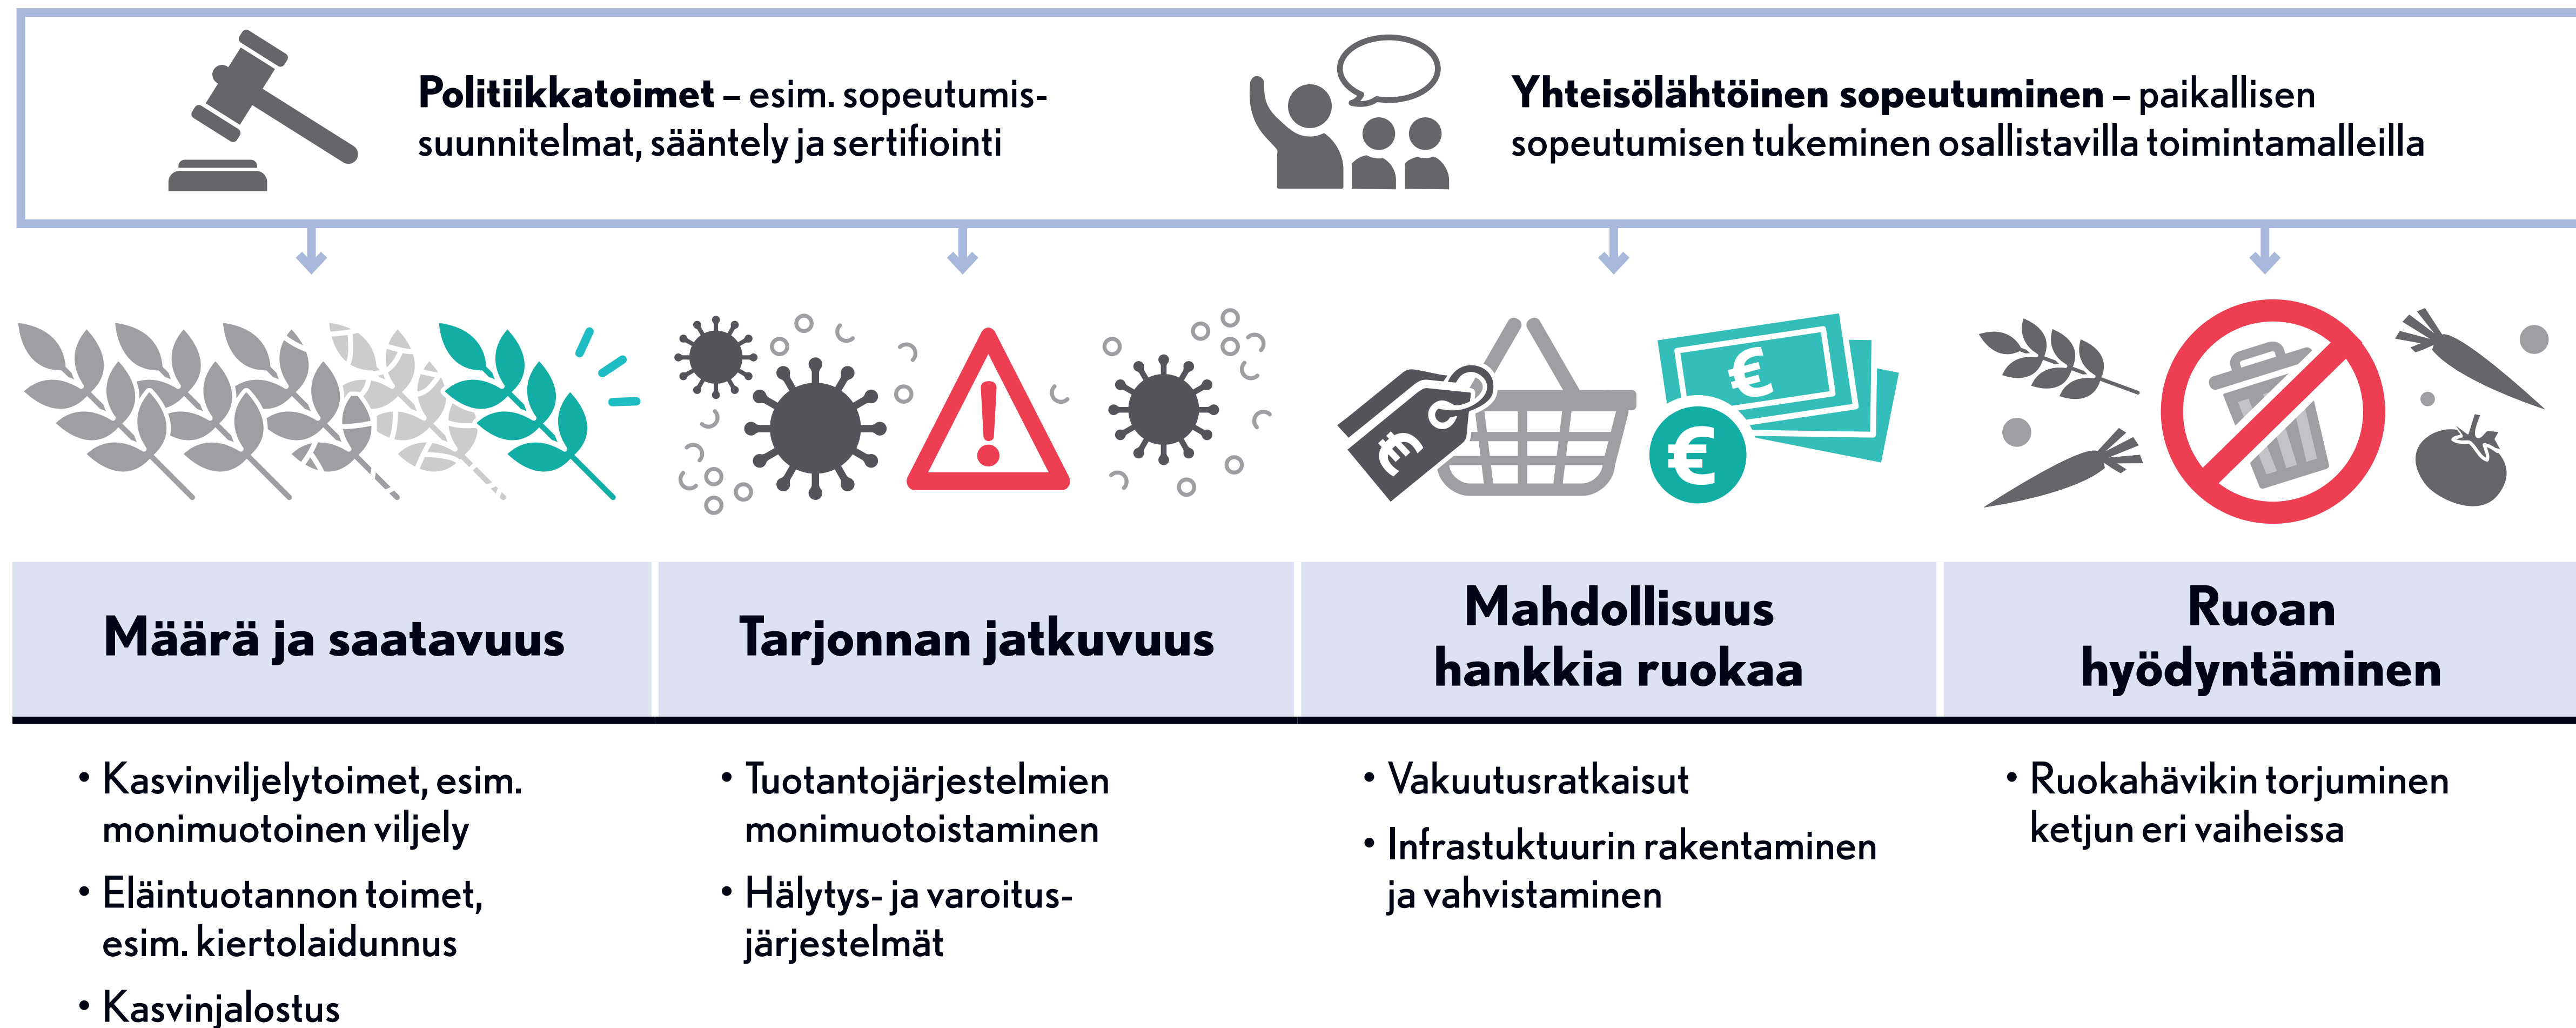 Politiikkatoimet – esim. sopeutumis-
suunnitelmat, sääntely ja sertifiointi
Yhteisölähtöinen sopeutuminen – paikallisen
sopeutumisen tukeminen osallistavilla toimintamalleilla
€
€
€
Määrä ja saatavuus
Tarjonnan jatkuvuus
Mahdollisuus
hankkia ruokaa
Ruoan
hyödyntäminen
• Kasvinviljelytoimet, esim.
monimuotoinen viljely
• Eläintuotannon toimet,
esim. kiertolaidunnus
• Kasvinjalostus
• Tuotantojärjestelmien
monimuotoistaminen
• Hälytys- ja varoitus-
järjestelmät
• Vakuutusratkaisut
• Infrastuktuurin rakentaminen
ja vahvistaminen
• Ruokahävikin torjuminen
ketjun eri vaiheissa